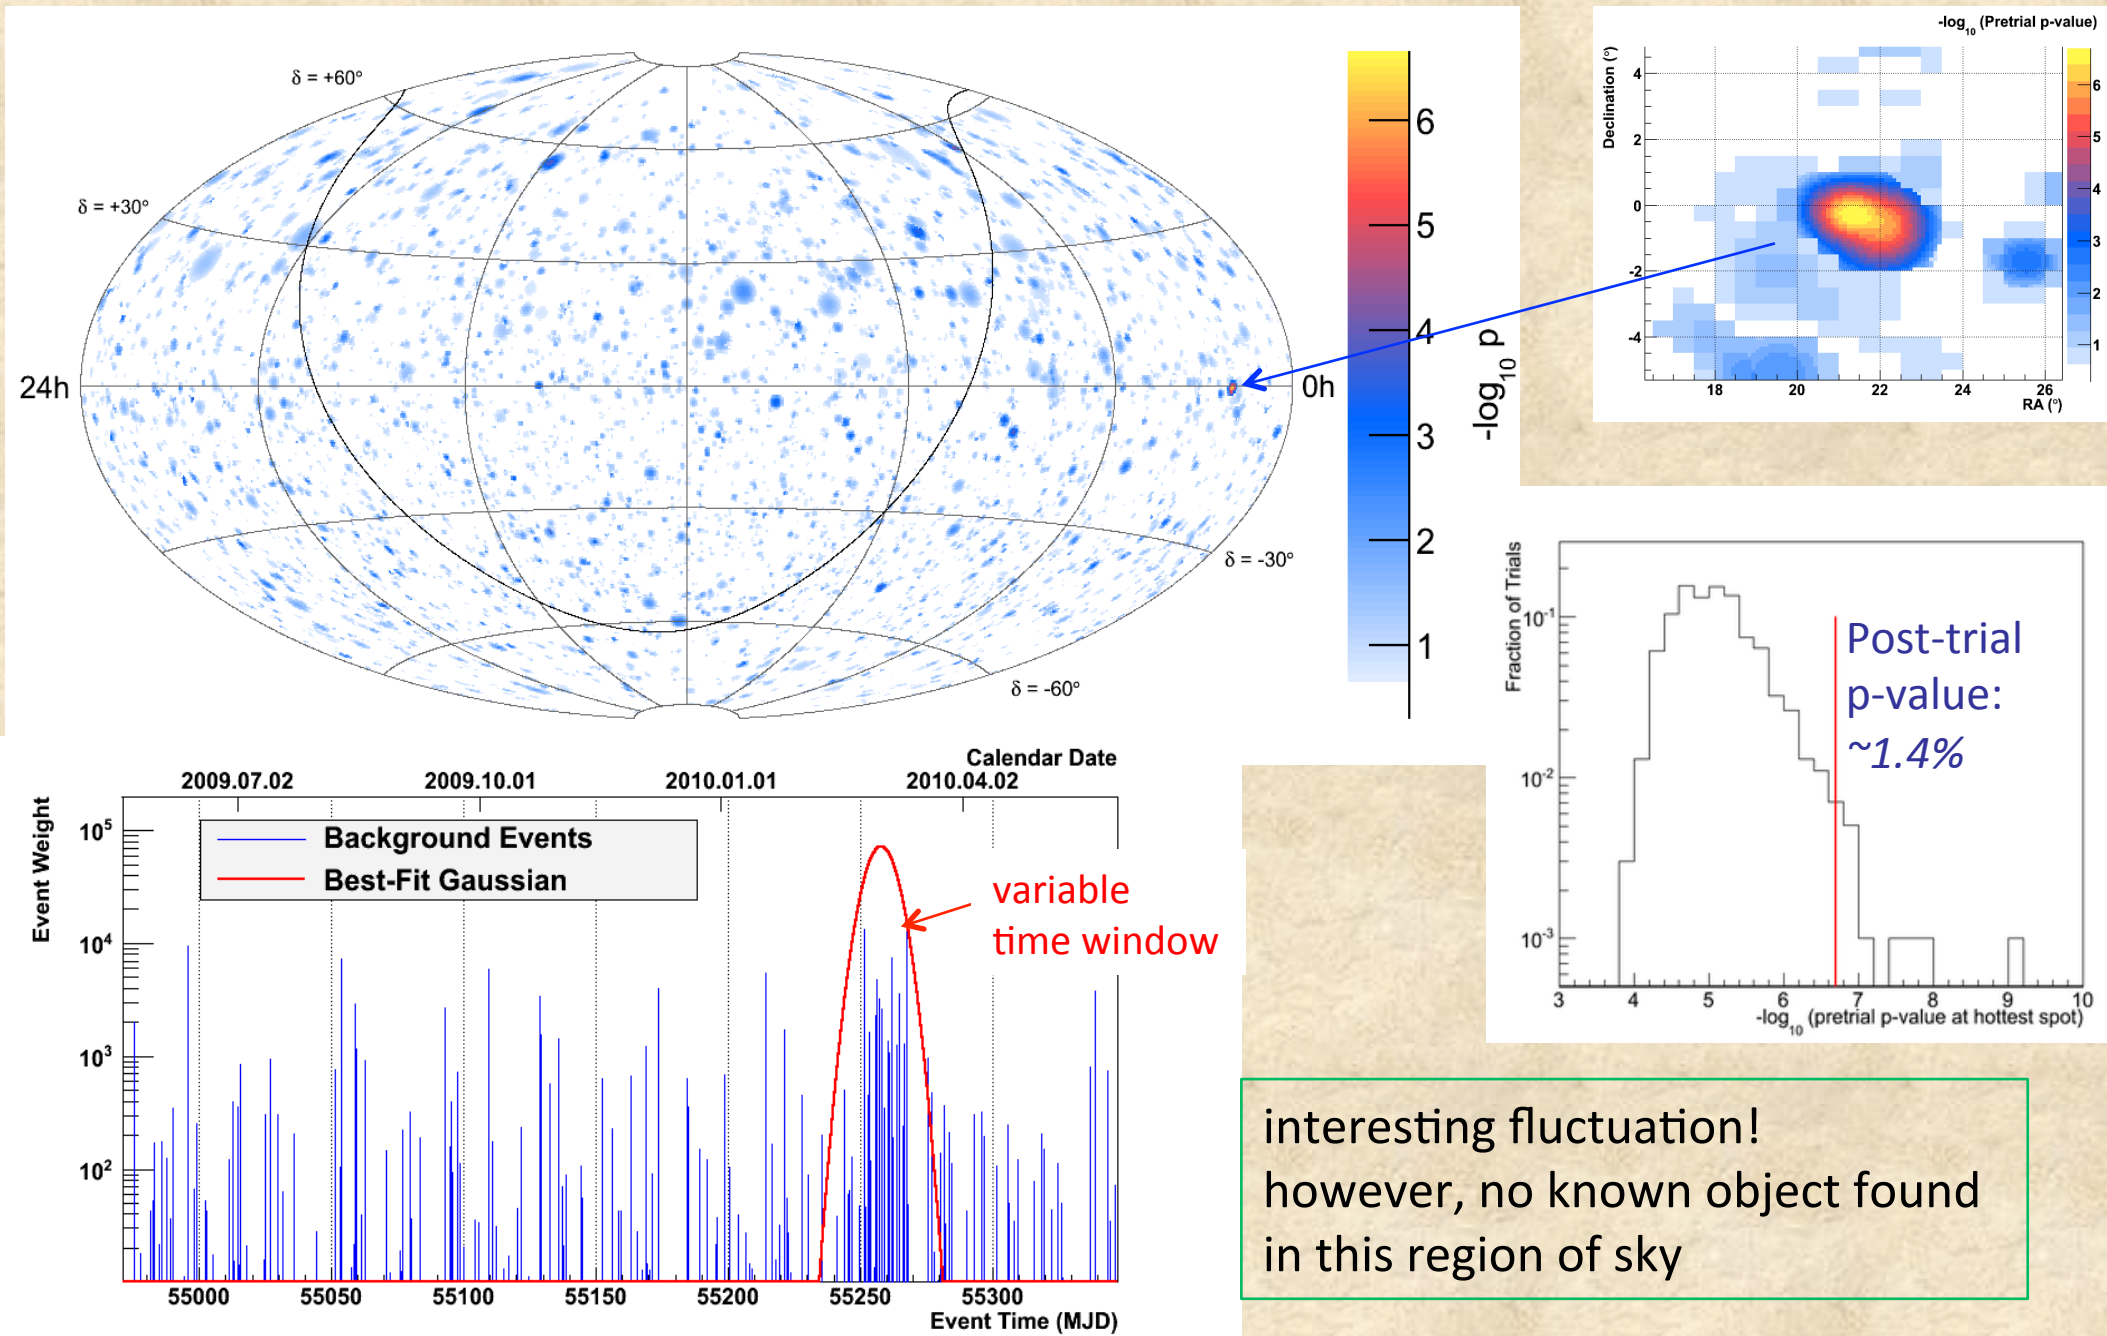 δ = +60°
δ = +30°
24h
0h
δ = -30°
δ = -60°
6
5
4
3
2
1
-log10 p
-log10 (Pretrial p-value)
Declination (°)
4
2
0
-2
-4
18 20 22 24 26
RA (°)
6
5
4
3
2
1
Fraction of Trials
10-1
10-2
10-3
3 4 5 6 7 8 9 10
-log10 (pretrial p-value at hottest spot)
Post-trial
p-value:
~1.4%
Calendar Date
2009.07.02 2009.10.01 2010.01.01 2010.04.02
Event Weight
105
104
103
102
Background Events
Best-Fit Gaussian
variable
time window
55000 55050 55100 55150 55200 55250 55300
Event Time (MJD)
interesting fluctuation!
however, no known object found
in this region of sky